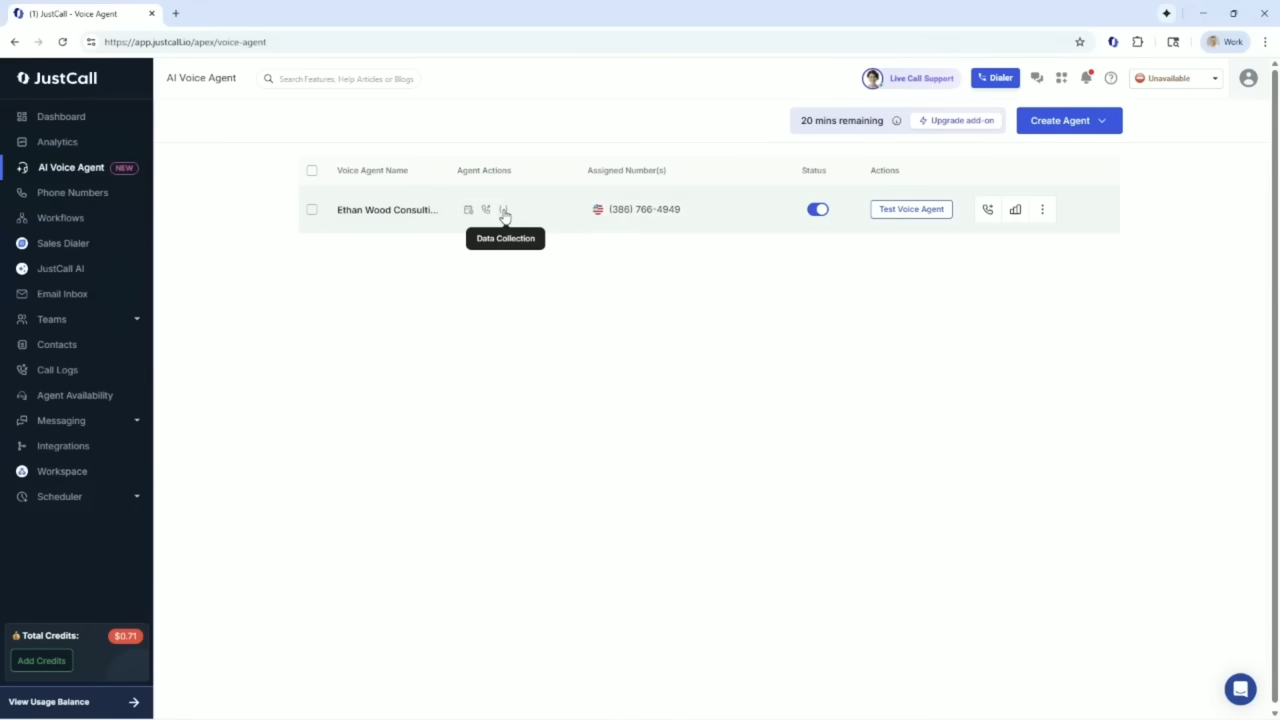 (1) JustCall - Voice Agent
https://app.justcall.io/apex/voice-agent
Work
JustCall
AI Voice Agent
Search Features, Help Articles or Blogs
Live Call Support
Dialer
Unavailable
Dashboard
Analytics
AI Voice Agent NEW
Phone Numbers
Workflows
Sales Dialer
JustCall AI
Email Inbox
Teams
Contacts
Call Logs
Agent Availability
Messaging
Integrations
Workspace
Scheduler
Total Credits: $0.71
Add Credits
View Usage Balance
20 mins remaining
Upgrade add-on
Create Agent
Voice Agent Name Agent Actions Assigned Number(s) Status Actions
Ethan Wood Consulti... (386) 766-4949 Test Voice Agent
Data Collection